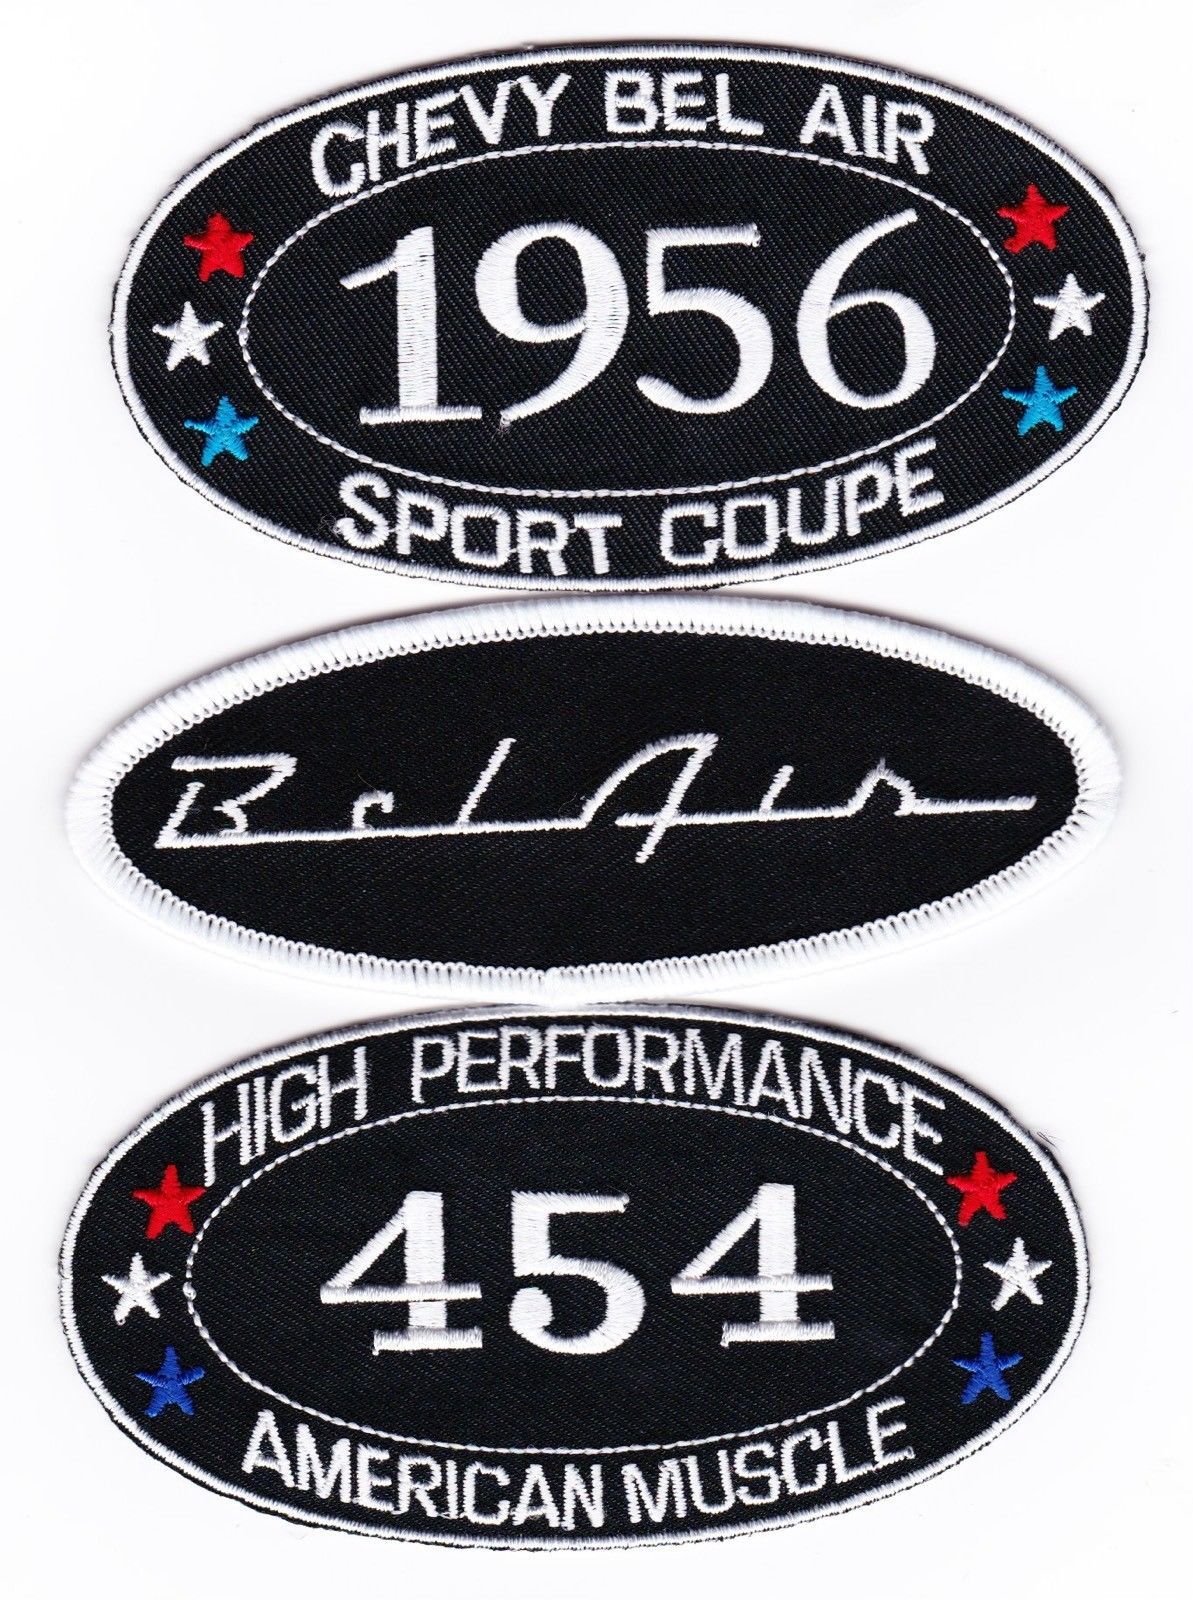 CHEVY BEL AIR
1956
SPORT COUPE
Bel Air
HIGH PERFORMANCE
454
AMERICAN MUSCLE